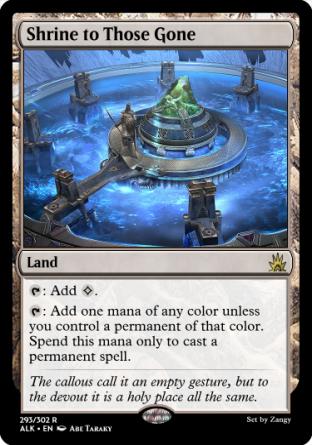 Shrine to Those Gone
Land
: Add .
: Add one mana of any color unless
you control a permanent of that color.
Spend this mana only to cast a
permanent spell.
The callous call it an empty gesture, but to
the devout it is a holy place all the same.
293/302 R
ALK • EN Abe Taraky
Set by Zangy